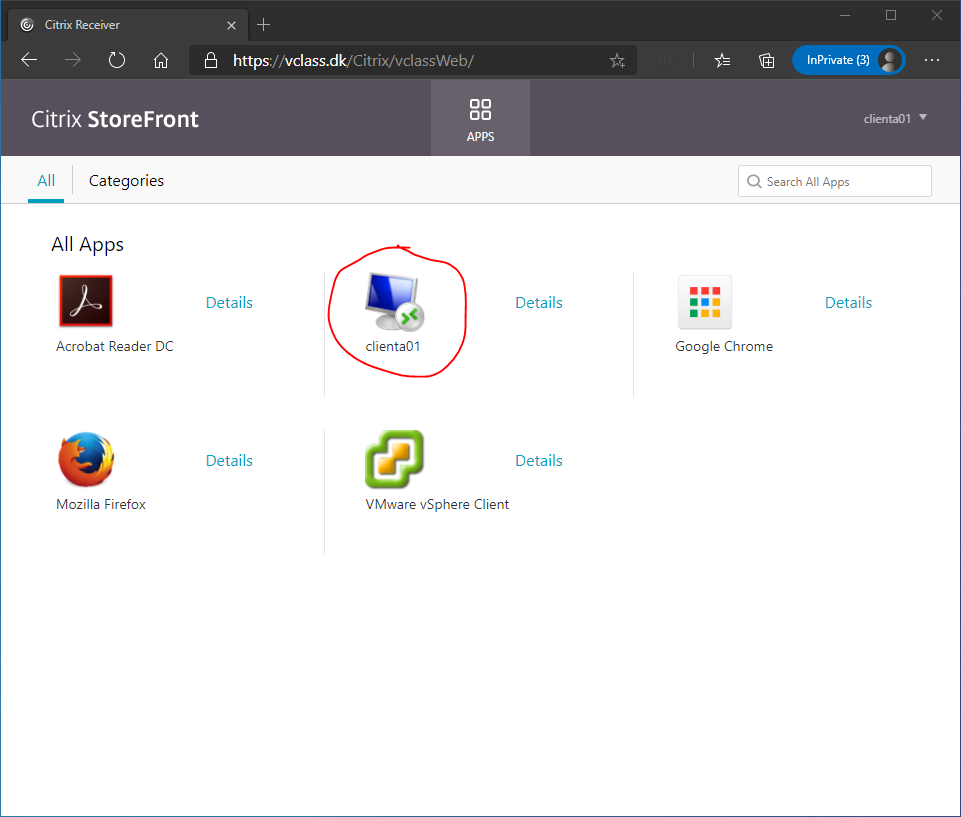 Citrix Receiver
https://vclass.dk/Citrix/vclassWeb/
InPrivate (3)
Citrix StoreFront
APPS
clienta01
All
Categories
Search All Apps
All Apps
Details
Details
Details
Acrobat Reader DC
clienta01
Google Chrome
Details
Details
Mozilla Firefox
VMware vSphere Client